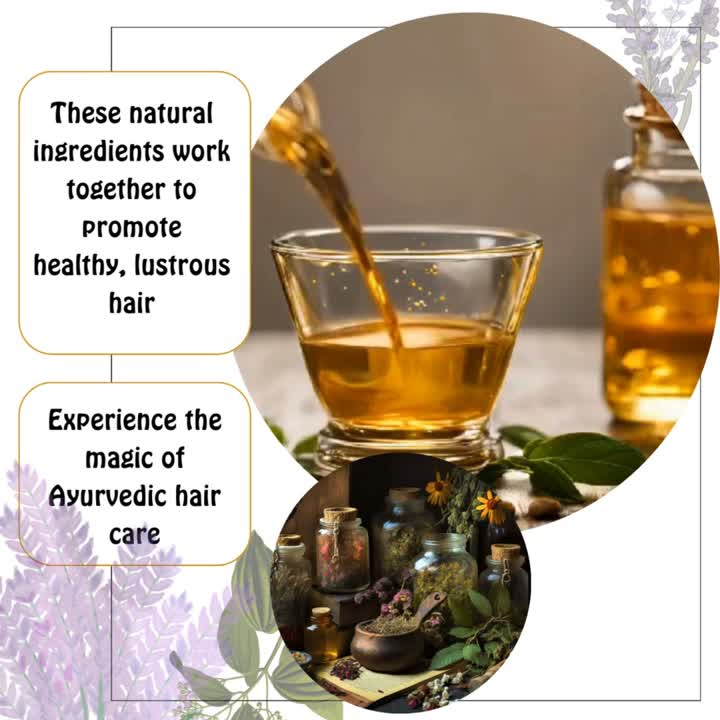 These natural
ingredients work
together to
promote
healthy, lustrous
hair
Experience the
magic of
Ayurvedic hair
care